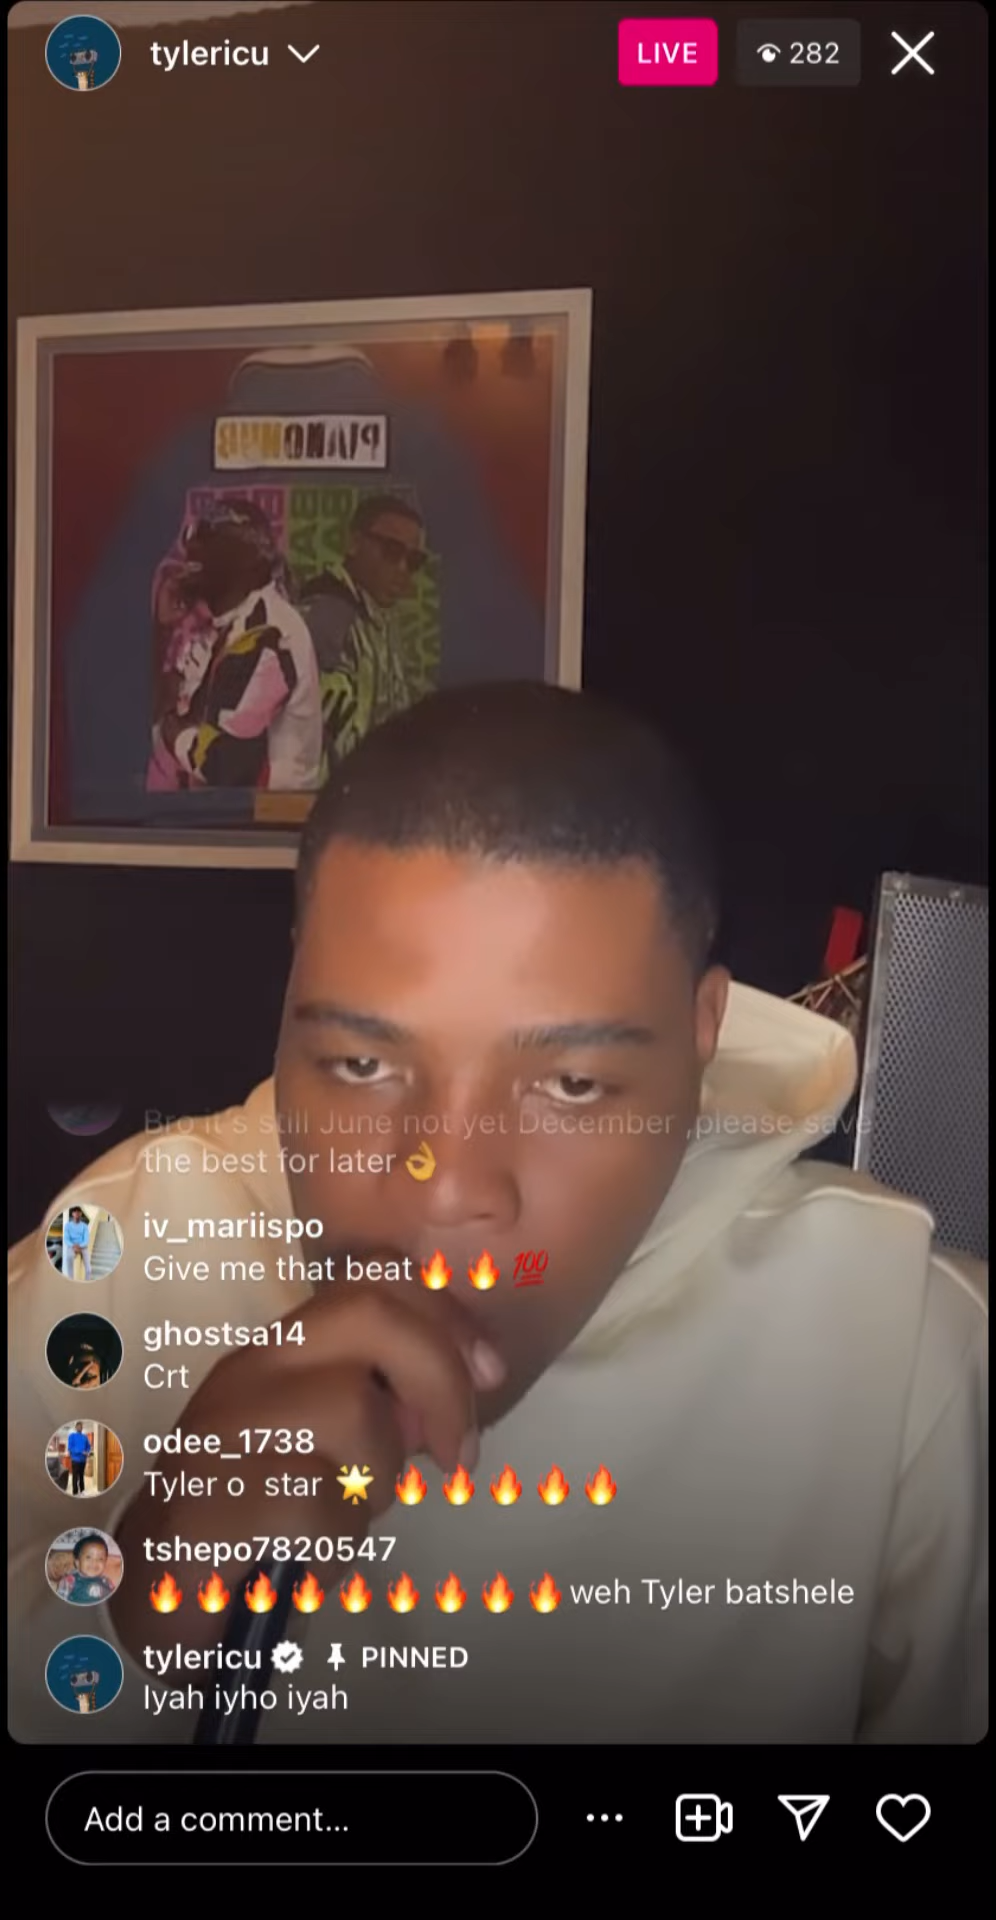 tylericu
LIVE
282
PIANOHUB
Bro it's still June not yet December ,please save
the best for later👌
iv_mariispo
Give me that beat🔥🔥💯
ghostsa14
Crt
odee_1738
Tyler o star 🌟 🔥🔥🔥🔥🔥
tshepo7820547
🔥🔥🔥🔥🔥🔥🔥🔥🔥weh Tyler batshele
tylericu PINNED
Iyah iyho iyah
Add a comment...